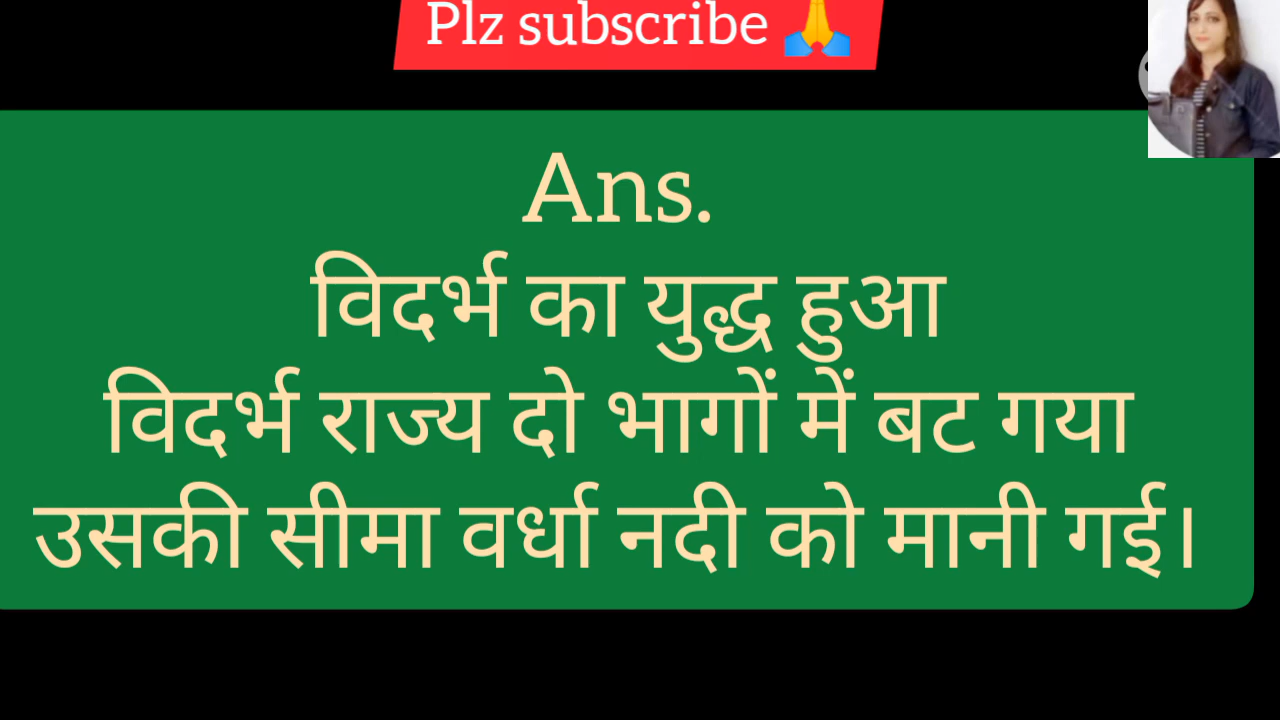 Plz subscribe 🙏
Ans.
विदर्भ का युद्ध हुआ
विदर्भ राज्य दो भागों में बट गया
उसकी सीमा वर्धा नदी को मानी गई।